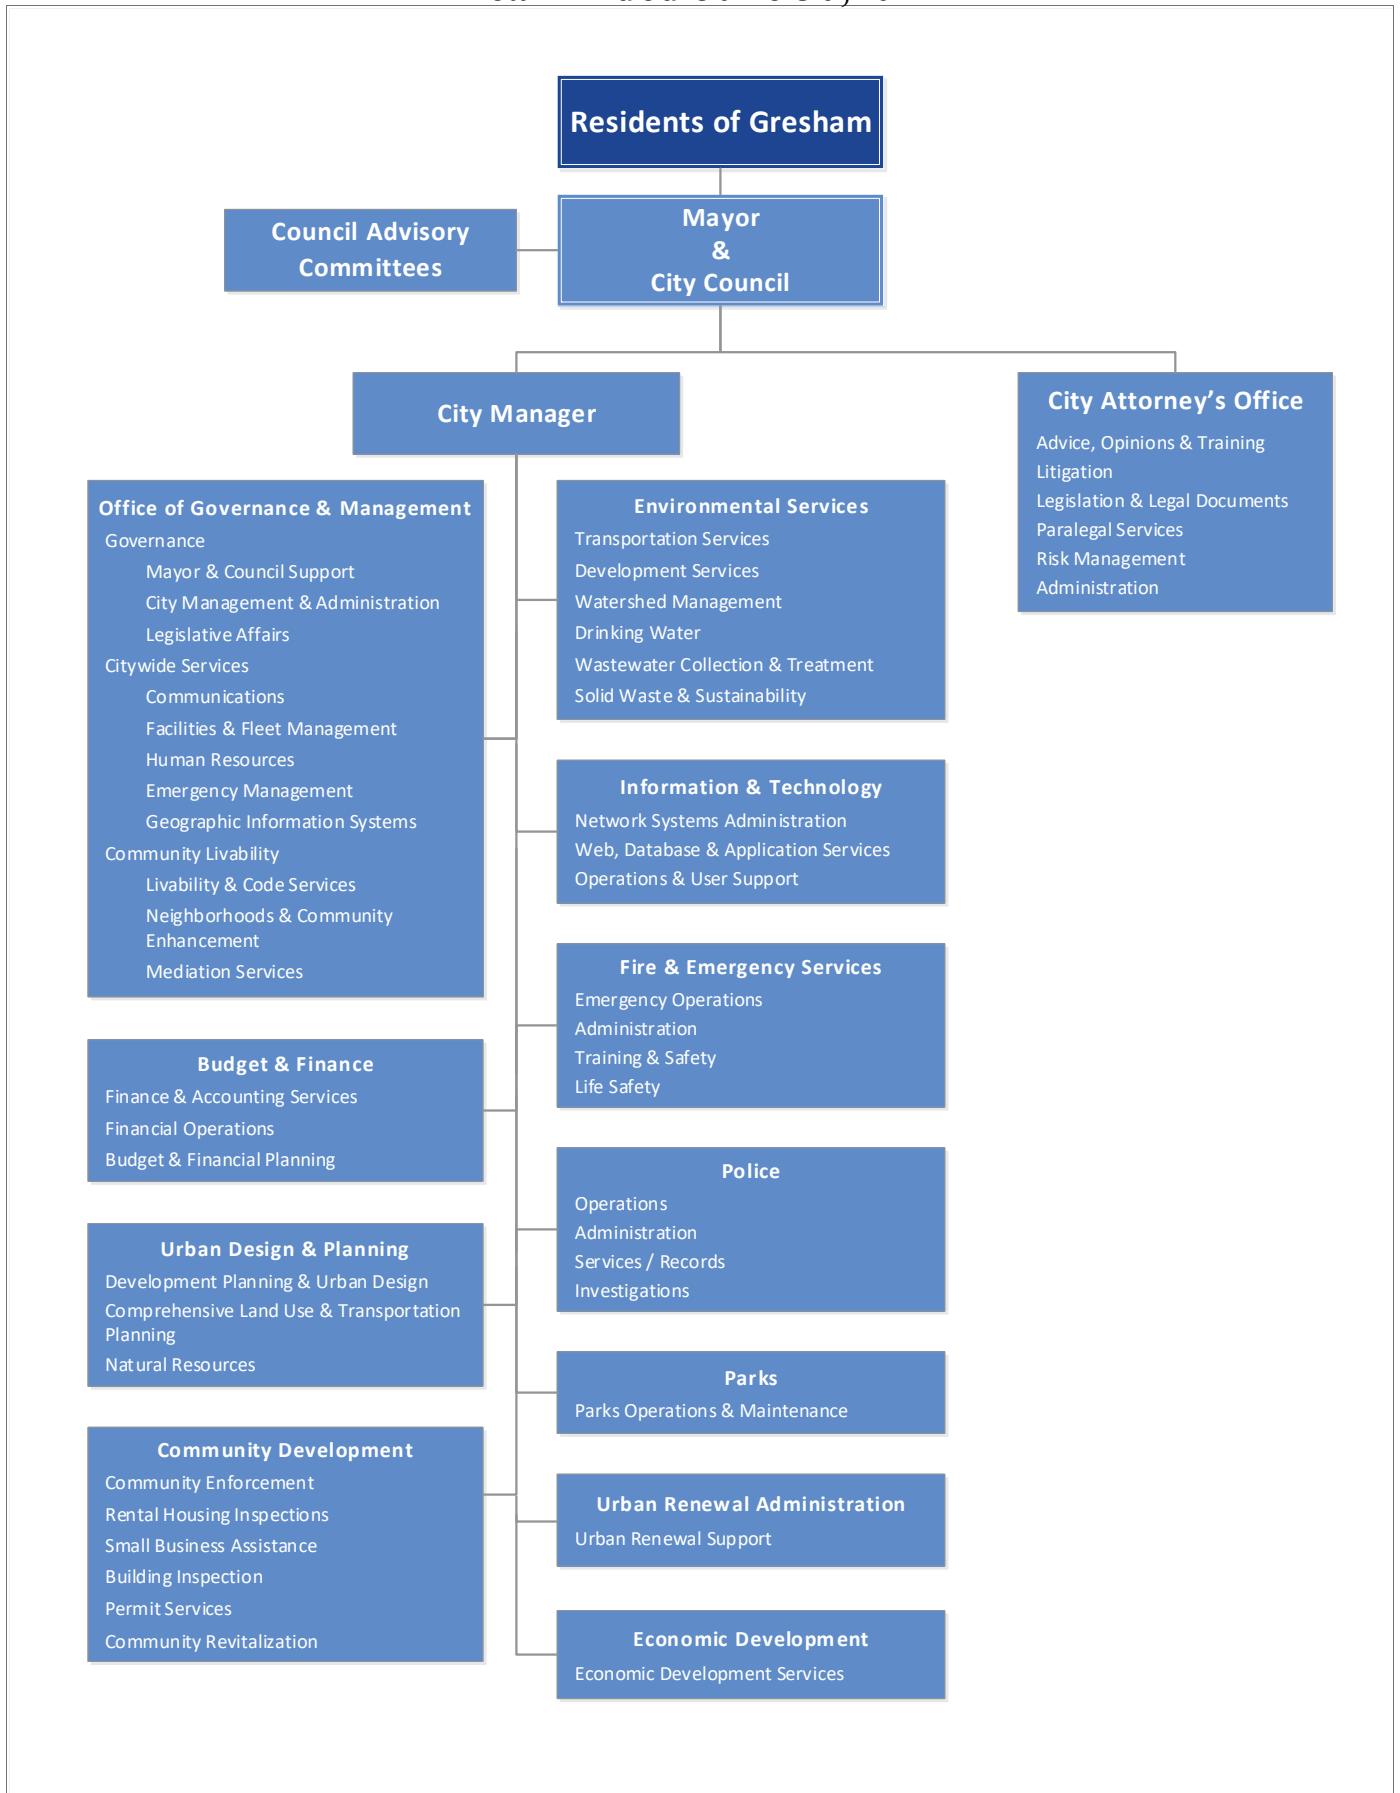 Residents of Gresham
Mayor
&
City Council
Council Advisory
Committees
City Manager
City Attorney’s Office
Advice, Opinions & Training
Litigation
Legislation & Legal Documents
Paralegal Services
Risk Management
Administration
Office of Governance & Management
Governance
Mayor & Council Support
City Management & Administration
Legislative Affairs
Citywide Services
Communications
Facilities & Fleet Management
Human Resources
Emergency Management
Geographic Information Systems
Community Livability
Livability & Code Services
Neighborhoods & Community
Enhancement
Mediation Services
Budget & Finance
Finance & Accounting Services
Financial Operations
Budget & Financial Planning
Urban Design & Planning
Development Planning & Urban Design
Comprehensive Land Use & Transportation
Planning
Natural Resources
Community Development
Community Enforcement
Rental Housing Inspections
Small Business Assistance
Building Inspection
Permit Services
Community Revitalization
Environmental Services
Transportation Services
Development Services
Watershed Management
Drinking Water
Wastewater Collection & Treatment
Solid Waste & Sustainability
Information & Technology
Network Systems Administration
Web, Database & Application Services
Operations & User Support
Fire & Emergency Services
Emergency Operations
Administration
Training & Safety
Life Safety
Police
Operations
Administration
Services / Records
Investigations
Parks
Parks Operations & Maintenance
Urban Renewal Administration
Urban Renewal Support
Economic Development
Economic Development Services